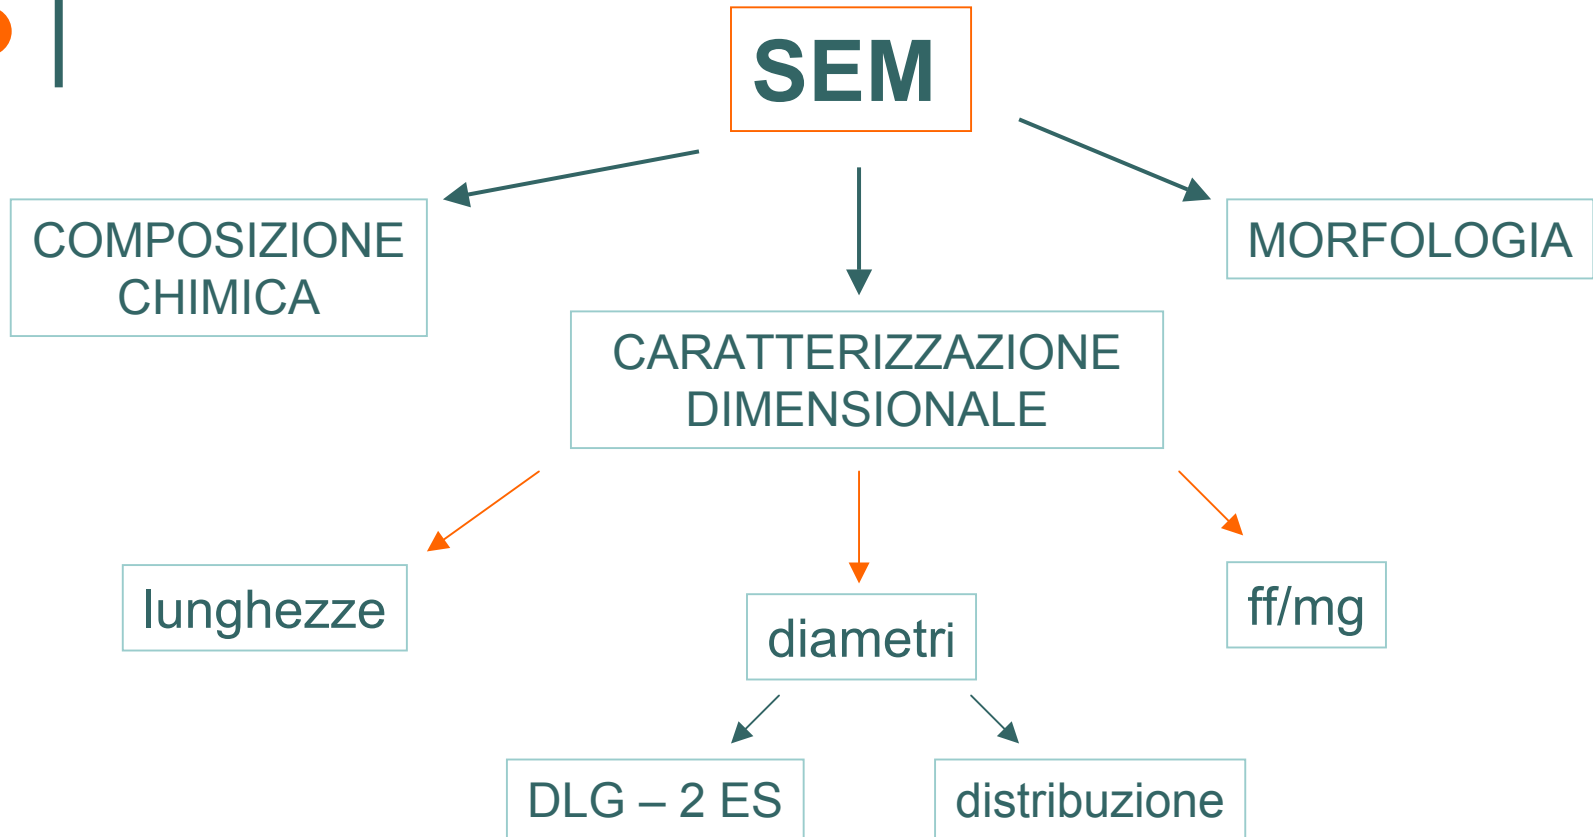 SEM
COMPOSIZIONE
CHIMICA
MORFOLOGIA
CARATTERIZZAZIONE
DIMENSIONALE
lunghezze
diametri
ff/mg
DLG – 2 ES
distribuzione